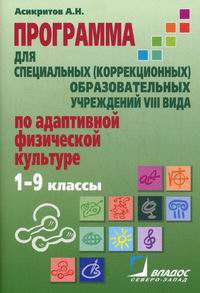 Асикритов А.Н.
ПРОГРАММА
ДЛЯ
СПЕЦИАЛЬНЫХ (КОРРЕКЦИОННЫХ)
ОБРАЗОВАТЕЛЬНЫХ
УЧРЕЖДЕНИЙ VIII ВИДА
по адаптивной
физической
культуре
1–9 классы
ВЛАДОС
СЕВЕРО-ЗАПАД